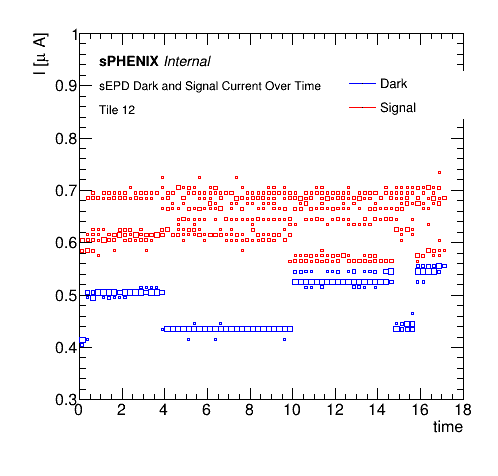 I [μ A]
1
0.9
0.8
0.7
0.6
0.5
0.4
0.3
sPHENIX Internal
sEPD Dark and Signal Current Over Time
Tile 12
Dark
Signal
0 2 4 6 8 10 12 14 16 18
time